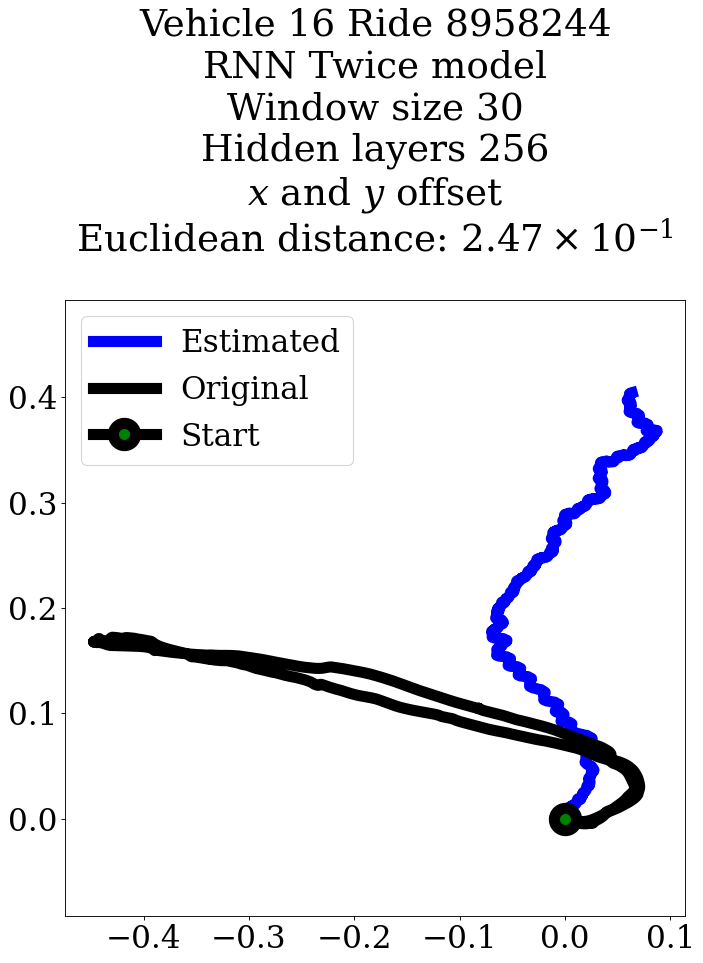 Vehicle 16 Ride 8958244
RNN Twice model
Window size 30
Hidden layers 256
x and y offset
Euclidean distance: 2.47 × 10⁻¹
Estimated
Original
Start
0.4
0.3
0.2
0.1
0.0
−0.4 −0.3 −0.2 −0.1 0.0 0.1